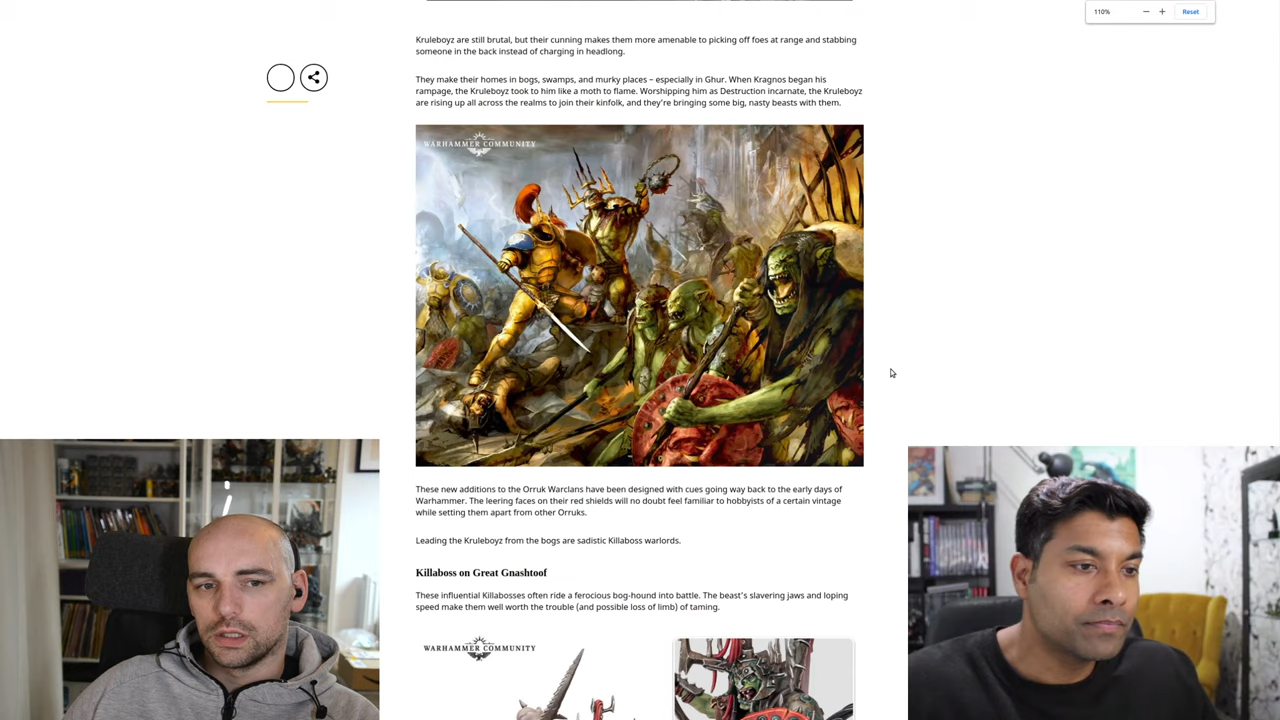 110%
Reset
Kruleboyz are still brutal, but their cunning makes them more amenable to picking off foes at range and stabbing
someone in the back instead of charging in headlong.
They make their homes in bogs, swamps, and murky places – especially in Ghur. When Kragnos began his
rampage, the Kruleboyz took to him like a moth to flame. Worshipping him as Destruction incarnate, the Kruleboyz
are rising up all across the realms to join their kinfolk, and they're bringing some big, nasty beasts with them.
WARHAMMER COMMUNITY
These new additions to the Orruk Warclans have been designed with cues going way back to the early days of
Warhammer. The leering faces on their red shields will no doubt feel familiar to hobbyists of a certain vintage
while setting them apart from other Orruks.
Leading the Kruleboyz from the bogs are sadistic Killaboss warlords.
Killaboss on Great Gnashtoof
These influential Killabosses often ride a ferocious bog-hound into battle. The beast's slavering jaws and loping
speed make them well worth the trouble (and possible loss of limb) of taming.
WARHAMMER COMMUNITY